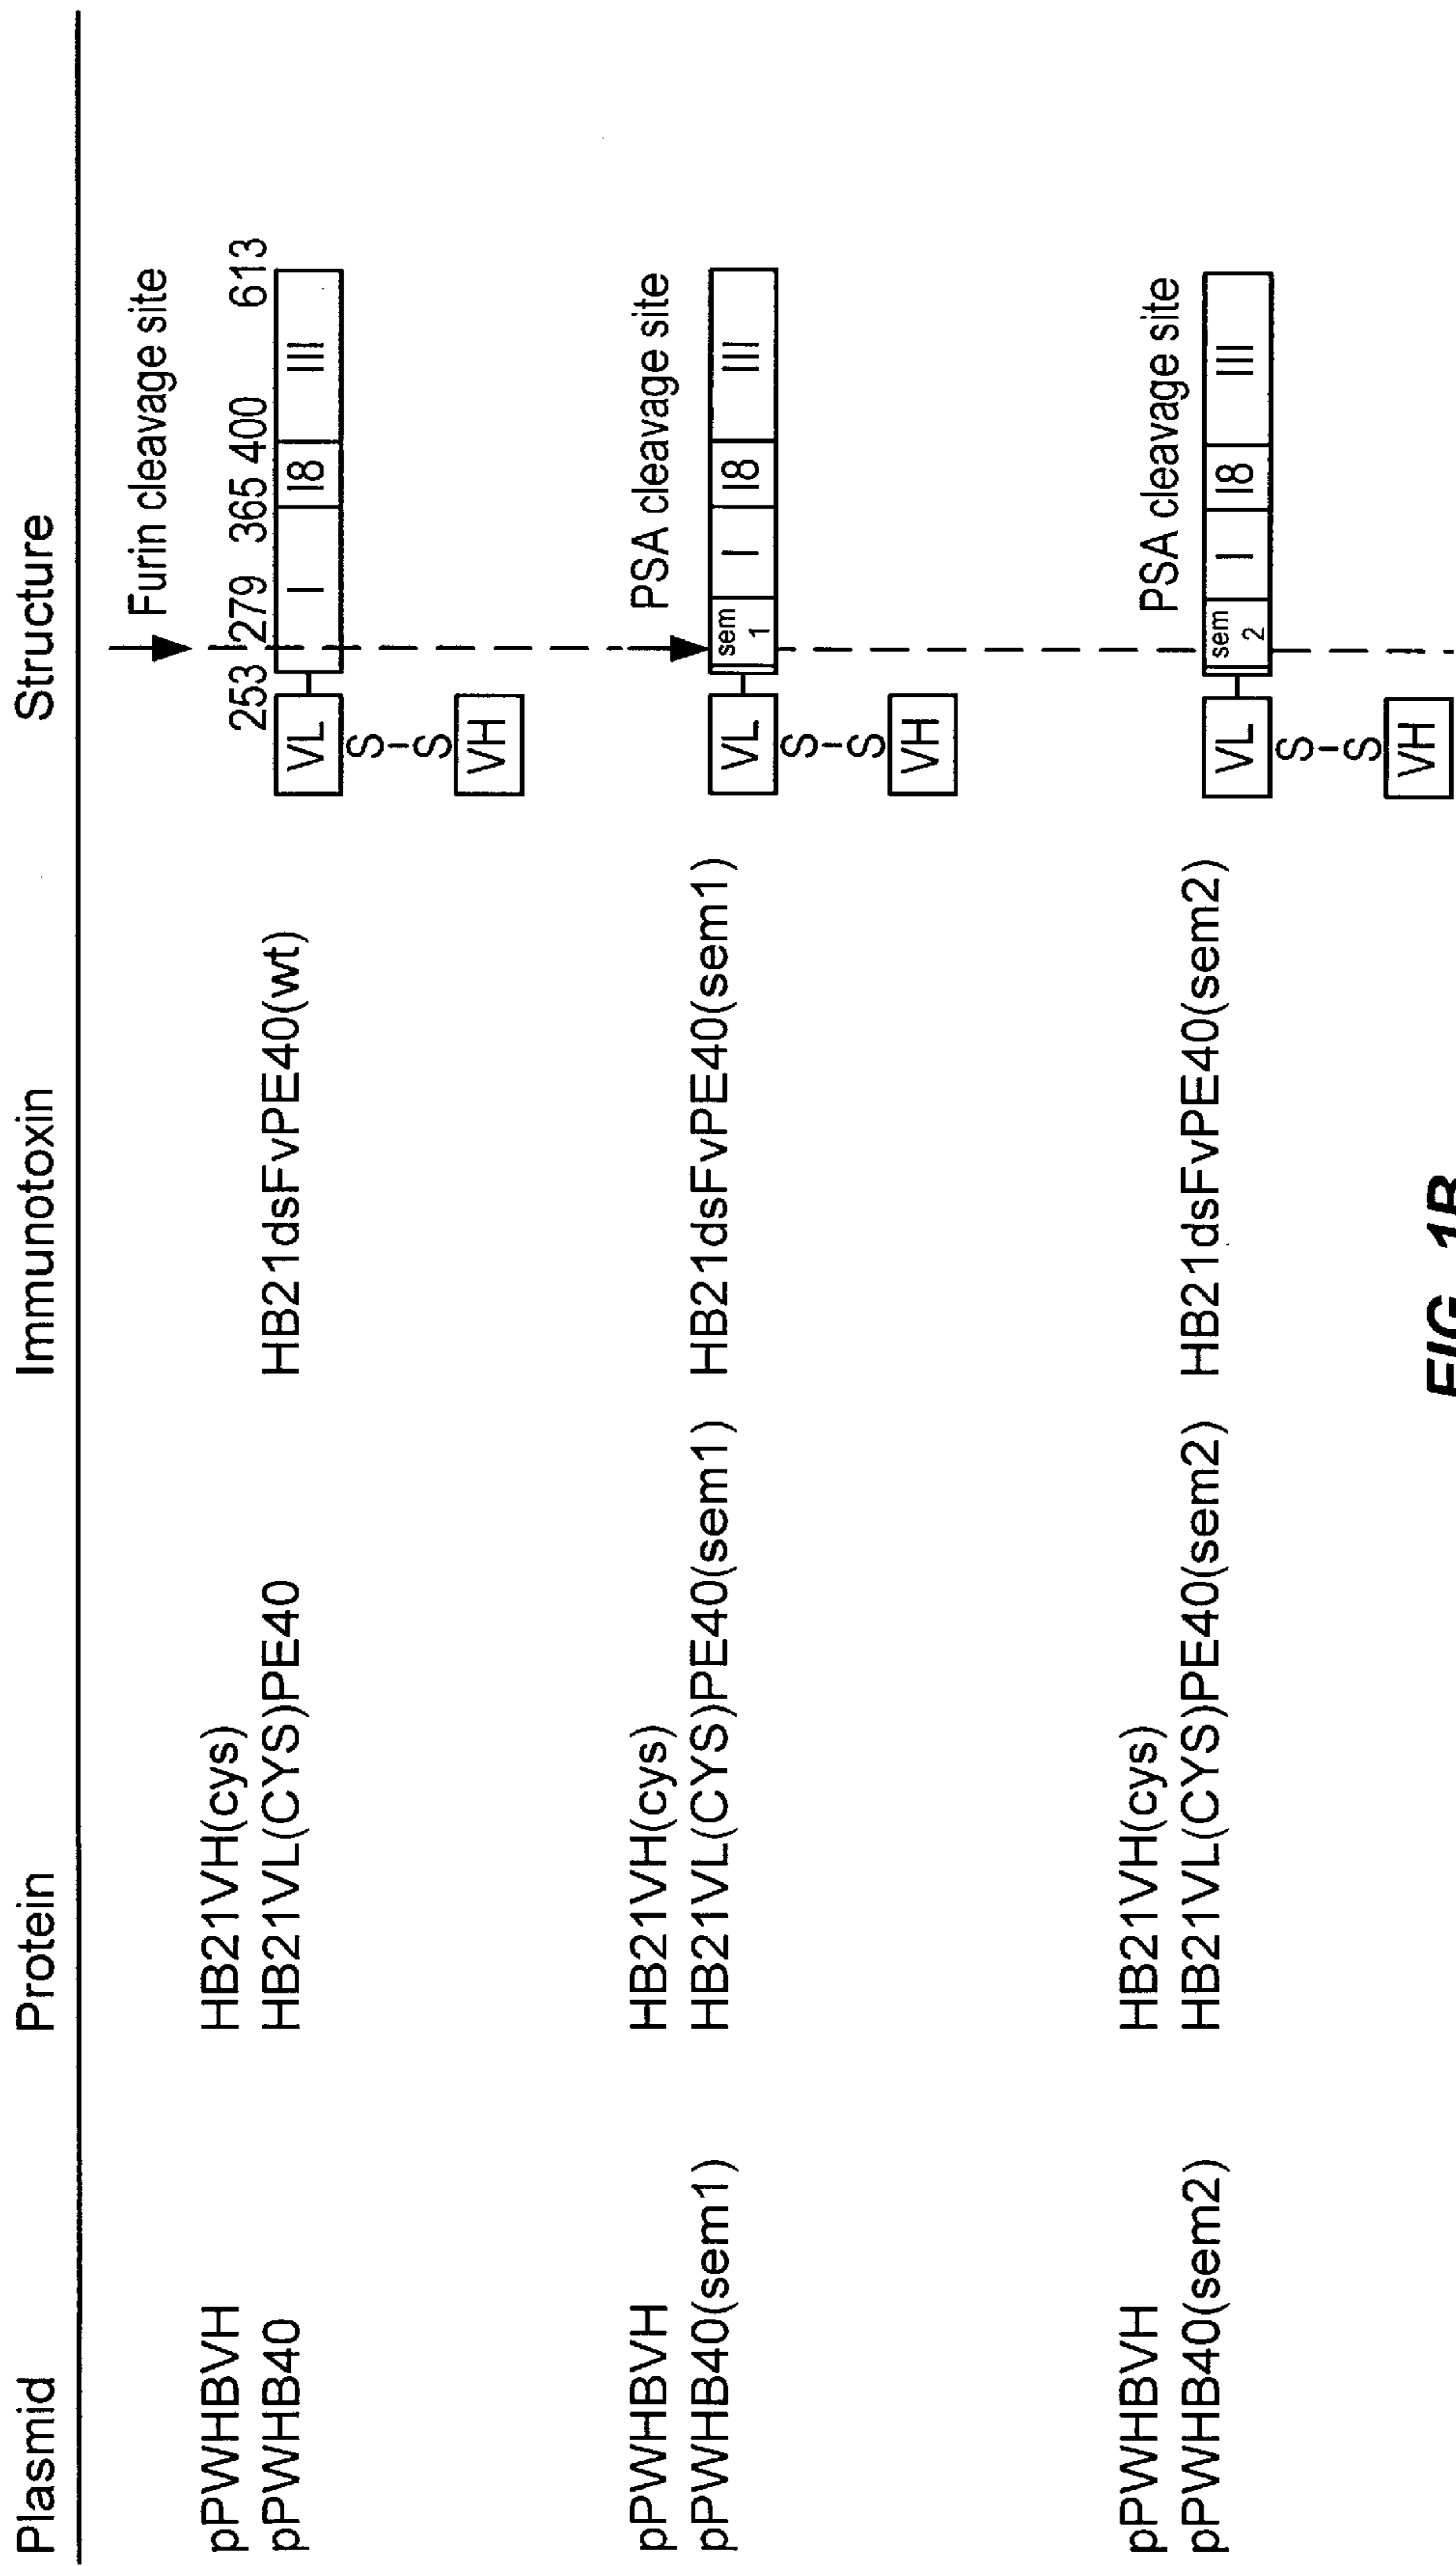 Plasmid Protein Immunotoxin Structure
Furin cleavage site
pPWHBVH HB21VH(cys) 253 279 365 400 613
pPWHB40 HB21VL(CYS)PE40 HB21dsFvPE40(wt) VL I I8 III
S-S
VH
PSA cleavage site
pPWHBVH HB21VH(cys)
pPWHB40(sem1) HB21VL(CYS)PE40(sem1) HB21dsFvPE40(sem1) VL sem 1 I I8 III
S-S
VH
PSA cleavage site
pPWHBVH HB21VH(cys)
pPWHB40(sem2) HB21VL(CYS)PE40(sem2) HB21dsFvPE40(sem2) VL sem 2 I I8 III
S-S
VH
FIG. 1B